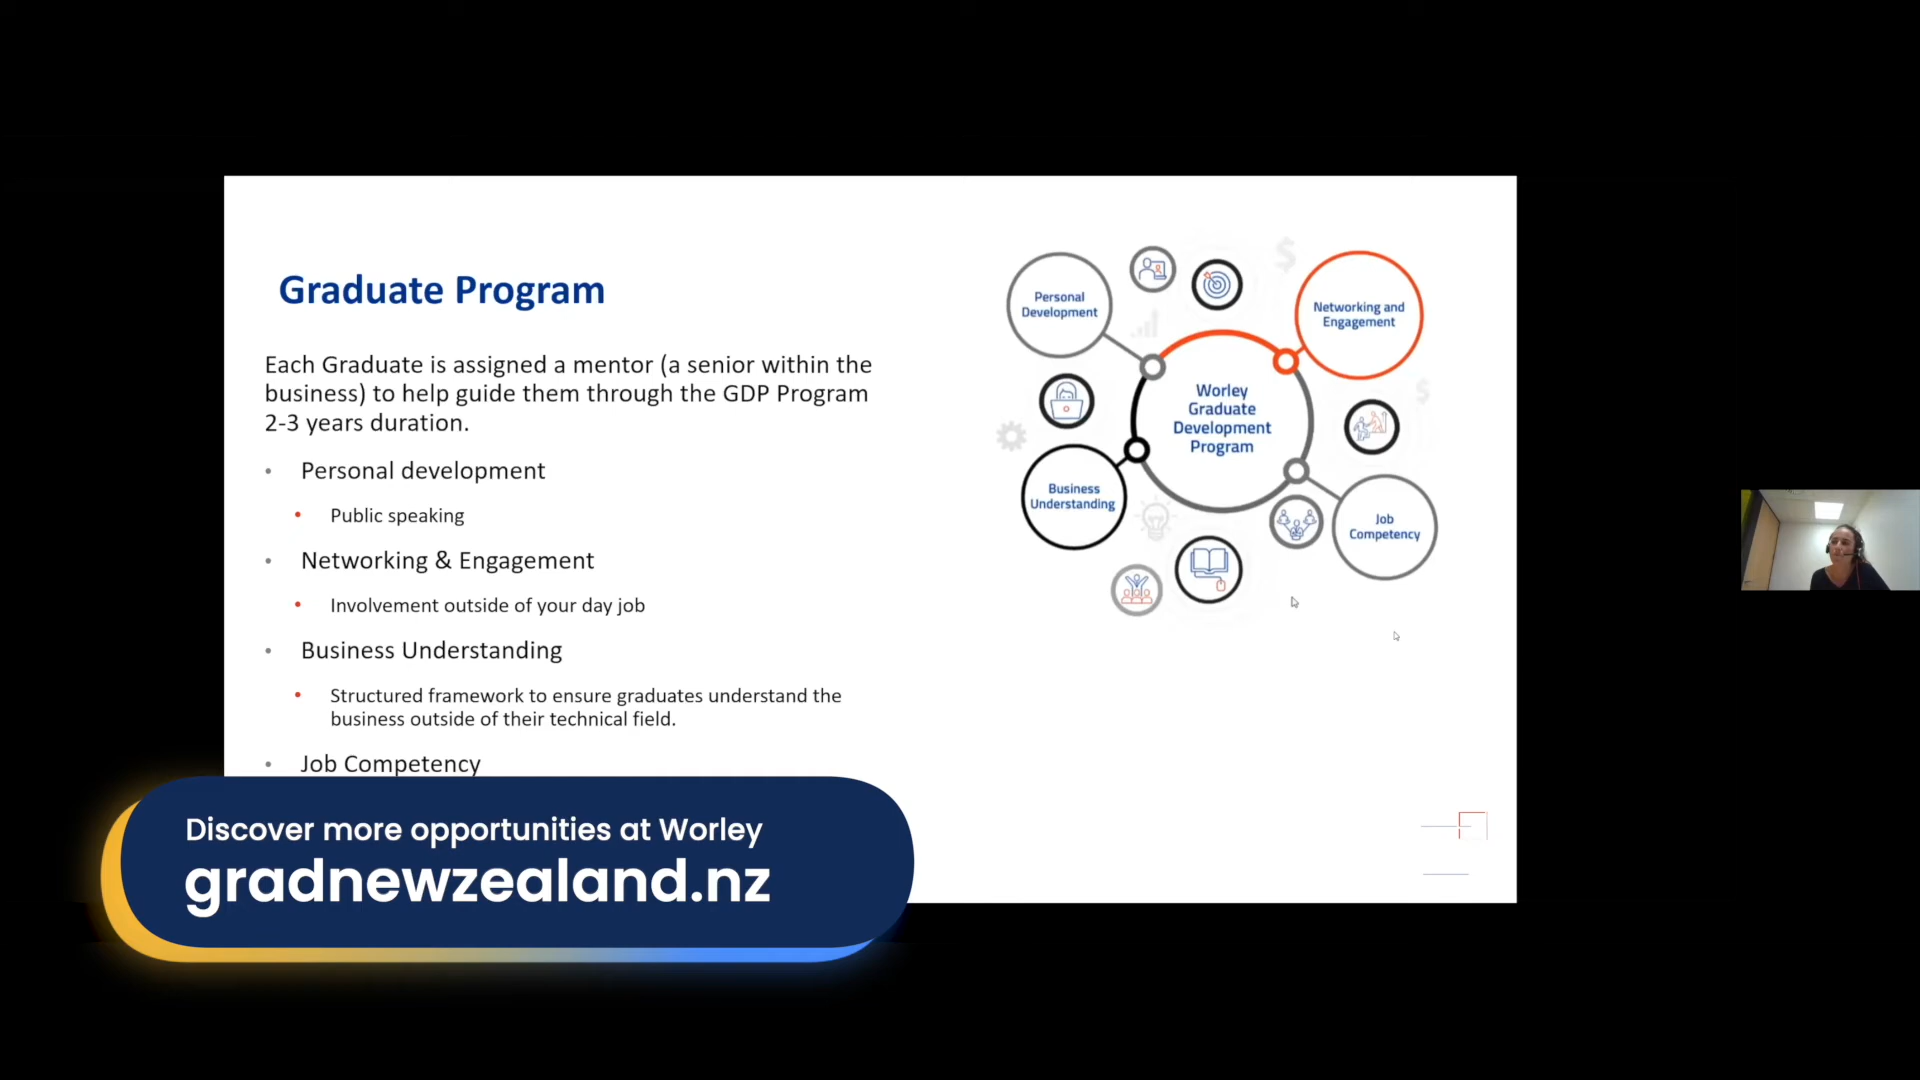 Graduate Program
Each Graduate is assigned a mentor (a senior within the
business) to help guide them through the GDP Program
2-3 years duration.
• Personal development
• Public speaking
• Networking & Engagement
• Involvement outside of your day job
• Business Understanding
• Structured framework to ensure graduates understand the
business outside of their technical field.
• Job Competency
Personal
Development
Networking and
Engagement
Worley
Graduate
Development
Program
Business
Understanding
Job
Competency
$
$
Discover more opportunities at Worley
gradnewzealand.nz